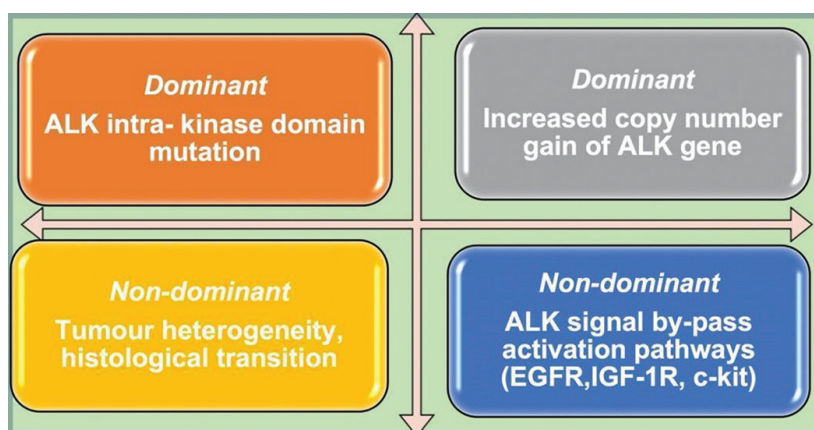 Dominant
ALK intra- kinase domain
mutation
Dominant
Increased copy number
gain of ALK gene
Non-dominant
Tumour heterogeneity,
histological transition
Non-dominant
ALK signal by-pass
activation pathways
(EGFR,IGF-1R, c-kit)